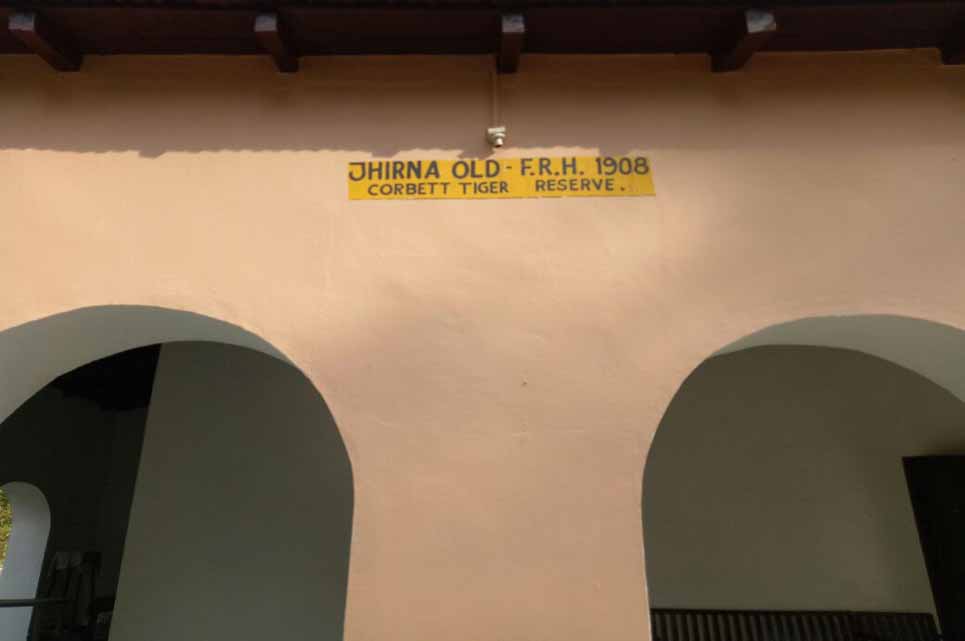 JHIRNA OLD - F.R.H. 1908
CORBETT TIGER RESERVE.